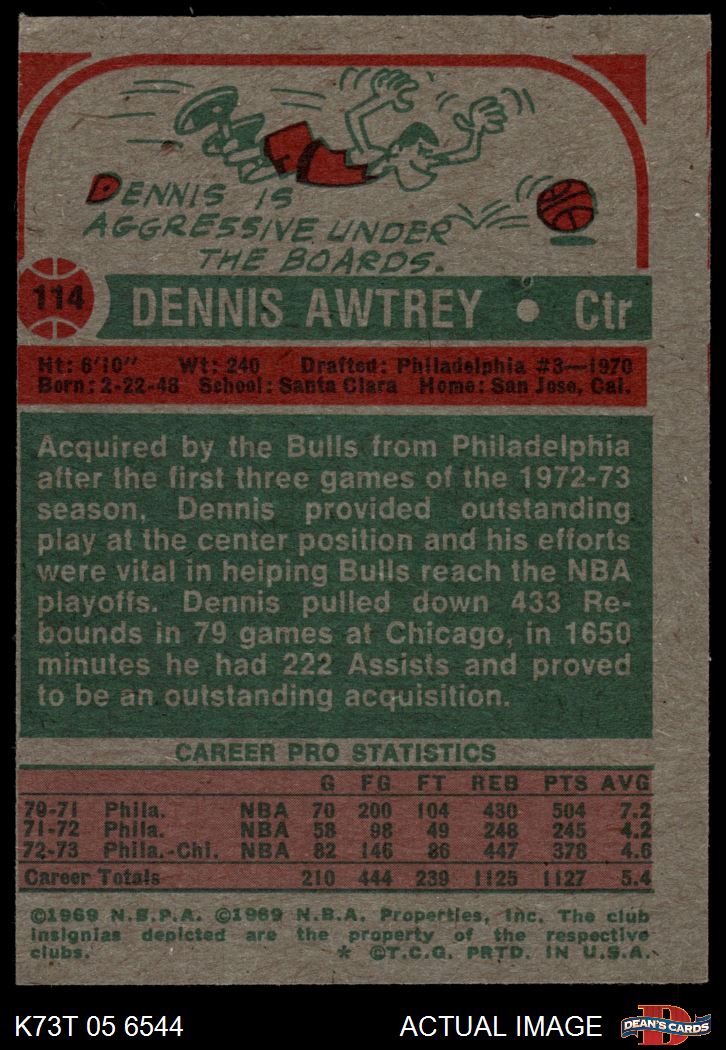 DENNIS IS
AGGRESSIVE UNDER
THE BOARDS.
114 DENNIS AWTREY • Ctr
Ht: 6'10" Wt: 240 Drafted: Philadelphia #3—1970
Born: 2-22-48 School: Santa Clara Home: San Jose, Cal.
Acquired by the Bulls from Philadelphia
after the first three games of the 1972-73
season, Dennis provided outstanding
play at the center position and his efforts
were vital in helping Bulls reach the NBA
playoffs. Dennis pulled down 433 Re-
bounds in 79 games at Chicago, in 1650
minutes he had 222 Assists and proved
to be an outstanding acquisition.
CAREER PRO STATISTICS
G FG FT REB PTS AVG
70-71 Phila. NBA 70 200 104 430 504 7.2
71-72 Phila. NBA 58 98 49 248 245 4.2
72-73 Phila.-Chi. NBA 82 146 86 447 378 4.6
Career Totals 210 444 239 1125 1127 5.4
©1969 N.B.P.A. ©1969 N.B.A. Properties, Inc. The club
insignias depicted are the property of the respective
clubs. * ©T.C.G. PRTD. IN U.S.A.
K73T 05 6544 ACTUAL IMAGE D DEAN'S CARDS